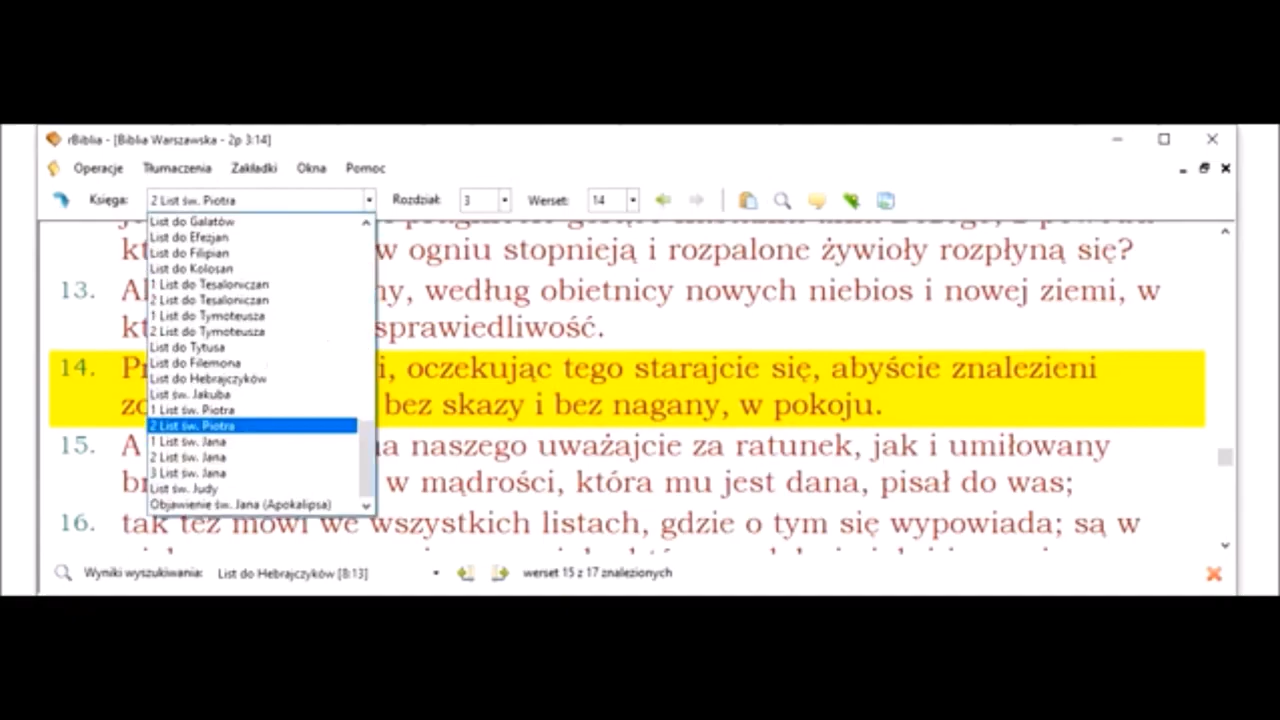 rBiblia - [Biblia Warszawska - 2p 3:14]
Operacje Tłumaczenia Zakładki Okna Pomoc
Księga: 2 List św. Piotra Rozdział: 3 Werset: 14
List do Galatów
List do Efezjan
List do Filipian
List do Kolosan
1 List do Tesaloniczan
2 List do Tesaloniczan
1 List do Tymoteusza
2 List do Tymoteusza
List do Tytusa
List do Filemona
List do Hebrajczyków
List św. Jakuba
1 List św. Piotra
2 List św. Piotra
1 List św. Jana
2 List św. Jana
3 List św. Jana
List św. Judy
Objawienie św. Jana (Apokalipsa)
w ogniu stopnieją i rozpalone żywioły rozpłyną się?
13. według obietnicy nowych niebios i nowej ziemi, w
sprawiedliwość.
14. oczekując tego starajcie się, abyście znalezieni
bez skazy i bez nagany, w pokoju.
15. A naszego uważajcie za ratunek, jak i umiłowany
w mądrości, która mu jest dana, pisał do was;
16. tak też mówi we wszystkich listach, gdzie o tym się wypowiada; są w
Wyniki wyszukiwania: List do Hebrajczyków [8:13] werset 15 z 17 znalezionych